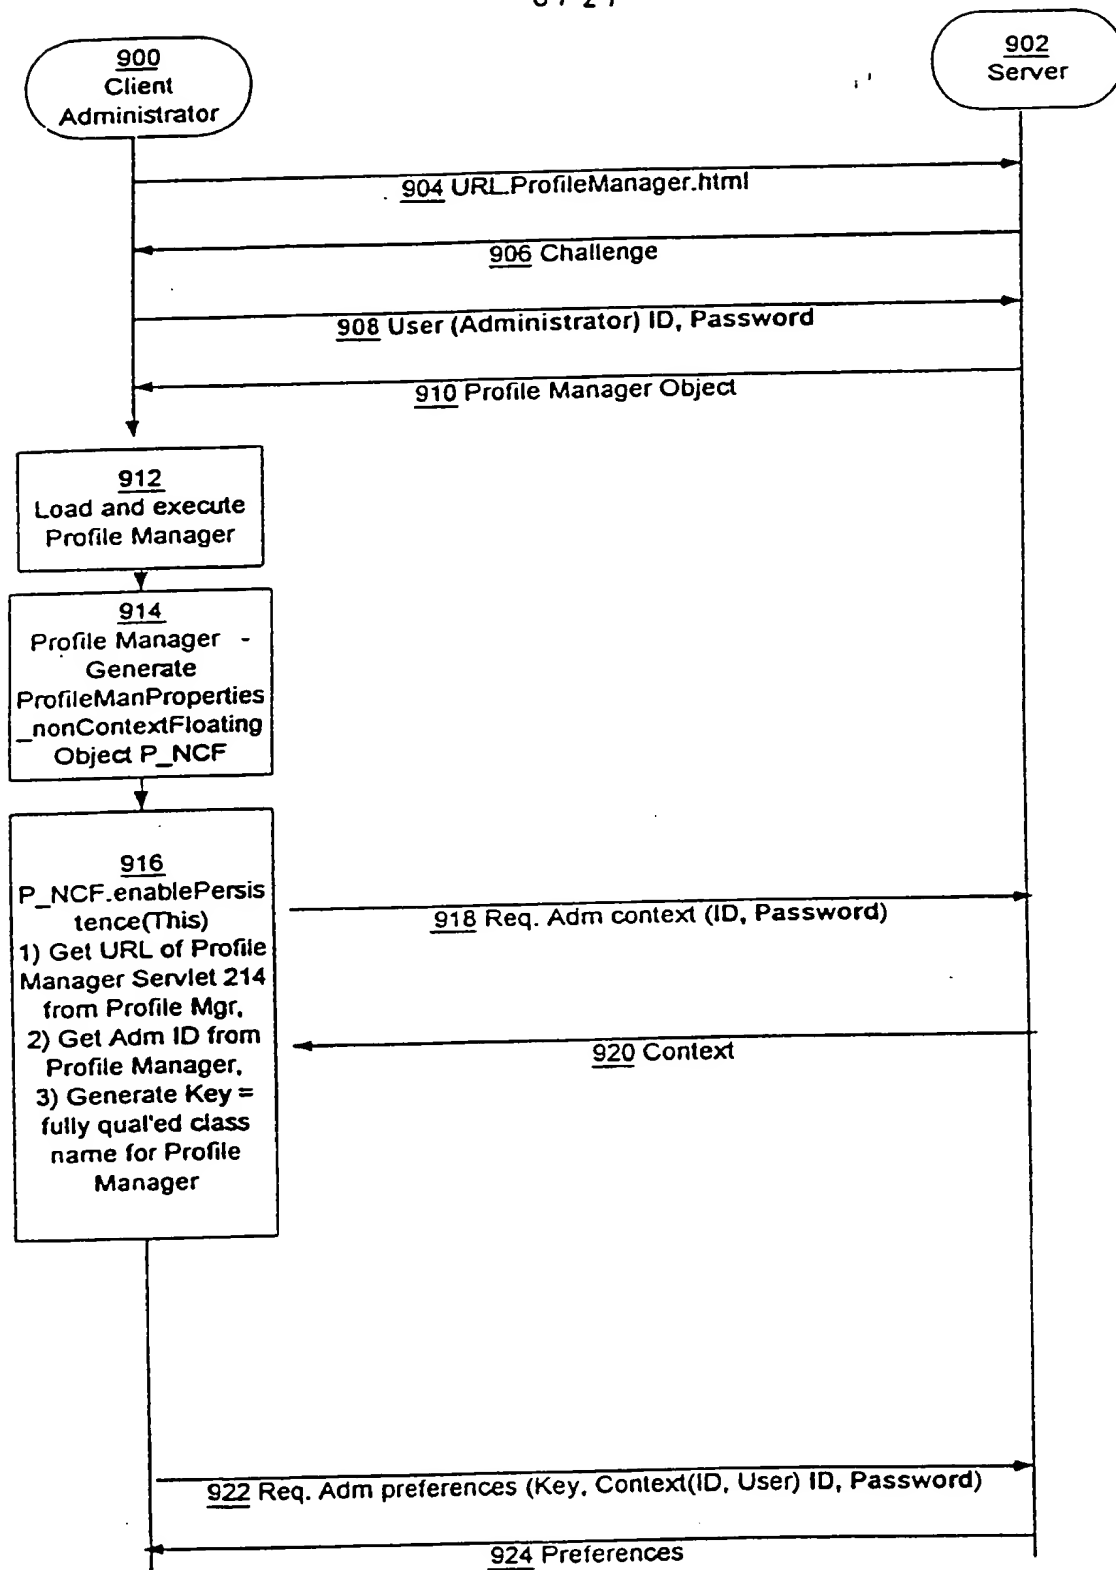 900
Client
Administrator
902
Server
904 URL.ProfileManager.html
906 Challenge
908 User (Administrator) ID, Password
910 Profile Manager Object
912
Load and execute
Profile Manager
914
Profile Manager -
Generate
ProfileManProperties
_nonContextFloating
Object P_NCF
916
P_NCF.enablePersis
tence(This)
1) Get URL of Profile
Manager Servlet 214
from Profile Mgr,
2) Get Adm ID from
Profile Manager,
3) Generate Key =
fully qual'ed class
name for Profile
Manager
918 Req. Adm context (ID, Password)
920 Context
922 Req. Adm preferences (Key, Context(ID, User) ID, Password)
924 Preferences